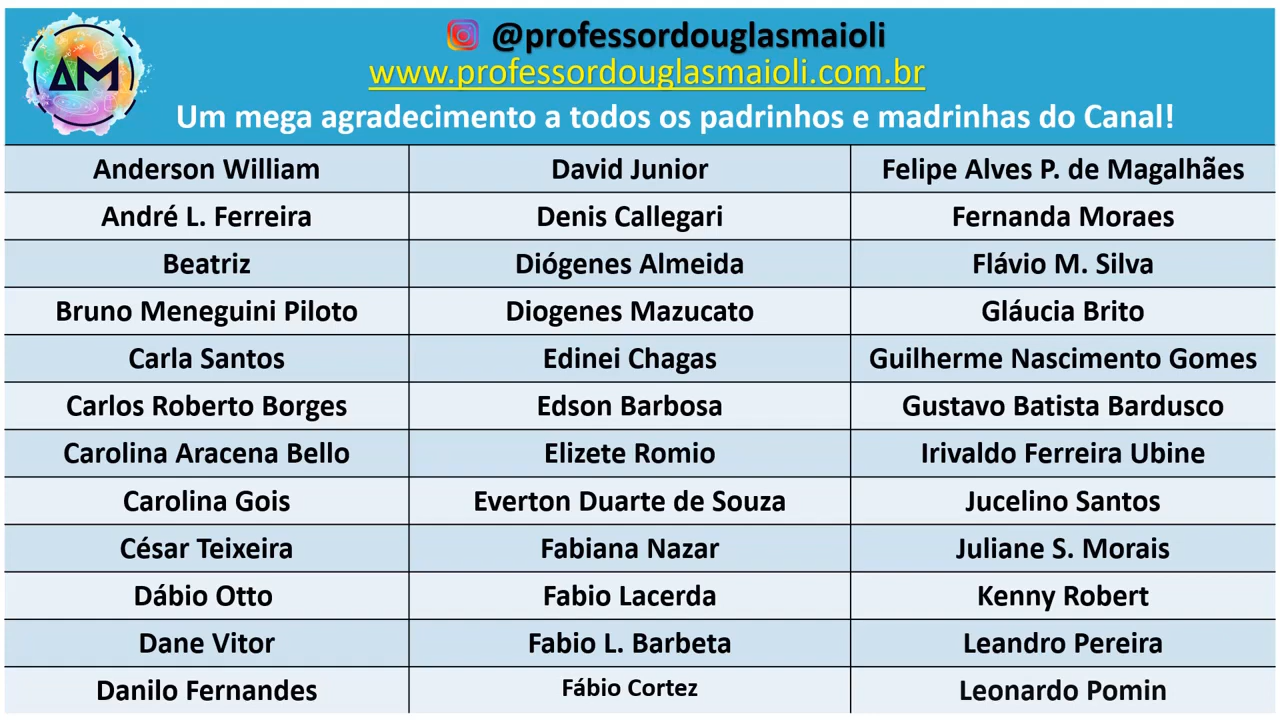 @professordouglasmaioli
www.professordouglasmaioli.com.br
ΔM
Um mega agradecimento a todos os padrinhos e madrinhas do Canal!
Anderson William David Junior Felipe Alves P. de Magalhães
André L. Ferreira Denis Callegari Fernanda Moraes
Beatriz Diógenes Almeida Flávio M. Silva
Bruno Meneguini Piloto Diogenes Mazucato Gláucia Brito
Carla Santos Edinei Chagas Guilherme Nascimento Gomes
Carlos Roberto Borges Edson Barbosa Gustavo Batista Bardusco
Carolina Aracena Bello Elizete Romio Irivaldo Ferreira Ubine
Carolina Gois Everton Duarte de Souza Jucelino Santos
César Teixeira Fabiana Nazar Juliane S. Morais
Dábio Otto Fabio Lacerda Kenny Robert
Dane Vitor Fabio L. Barbeta Leandro Pereira
Danilo Fernandes Fábio Cortez Leonardo Pomin